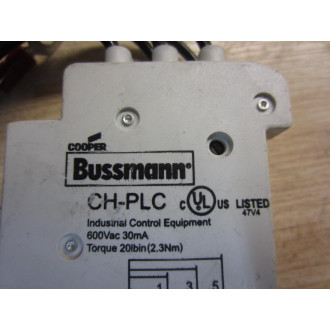 COOPER
Bussmann®
CH-PLC c UL US LISTED
47V4
Industrial Control Equipment
600Vac 30mA
Torque 20lbin(2.3Nm)
1 3 5